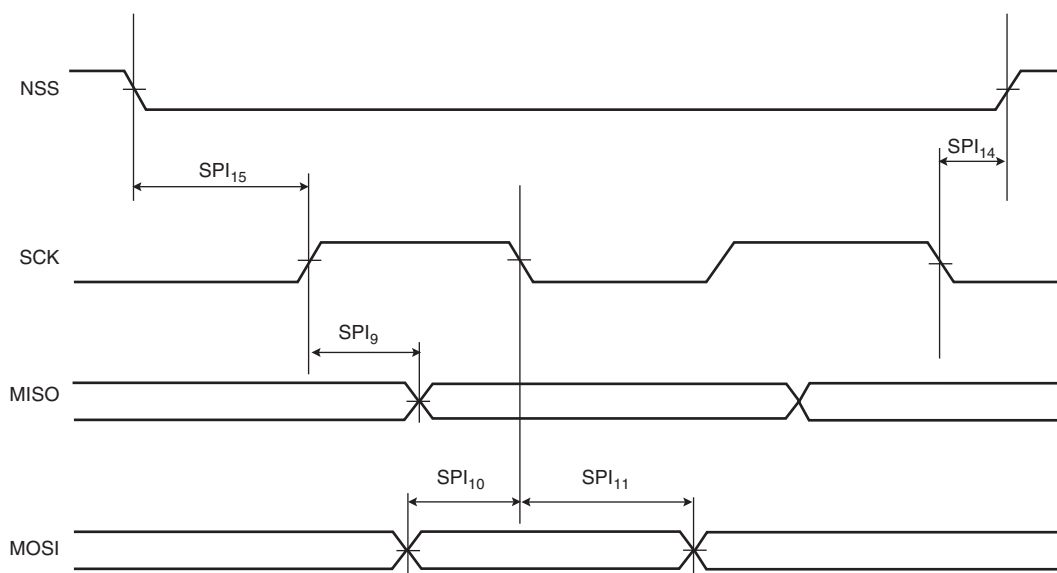 NSS
SPI₁₄
SPI₁₅
SCK
SPI₉
MISO
SPI₁₀ SPI₁₁
MOSI